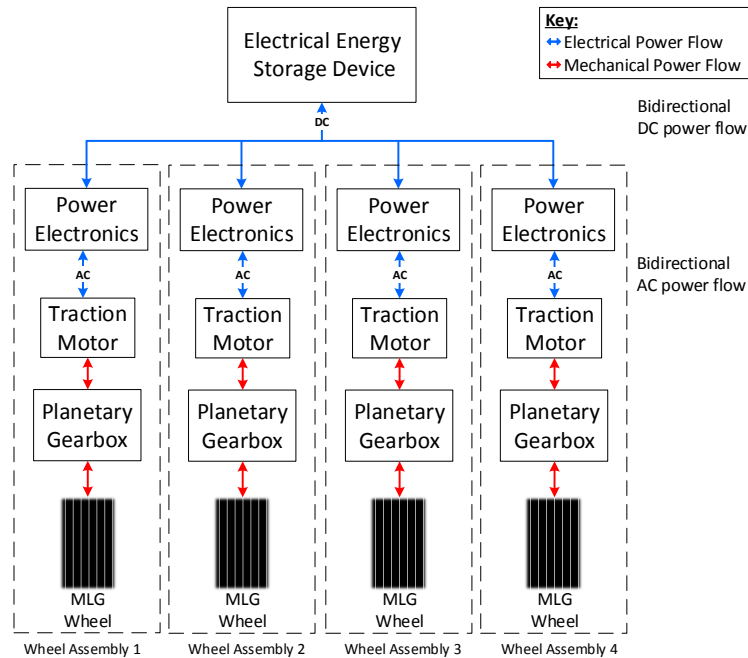 Electrical Energy
Storage Device
Key:
Electrical Power Flow
Mechanical Power Flow
DC
Bidirectional
DC power flow
Power
Electronics
Power
Electronics
Power
Electronics
Power
Electronics
AC
AC
AC
AC
Bidirectional
AC power flow
Traction
Motor
Traction
Motor
Traction
Motor
Traction
Motor
Planetary
Gearbox
Planetary
Gearbox
Planetary
Gearbox
Planetary
Gearbox
MLG
Wheel
MLG
Wheel
MLG
Wheel
MLG
Wheel
Wheel Assembly 1
Wheel Assembly 2
Wheel Assembly 3
Wheel Assembly 4